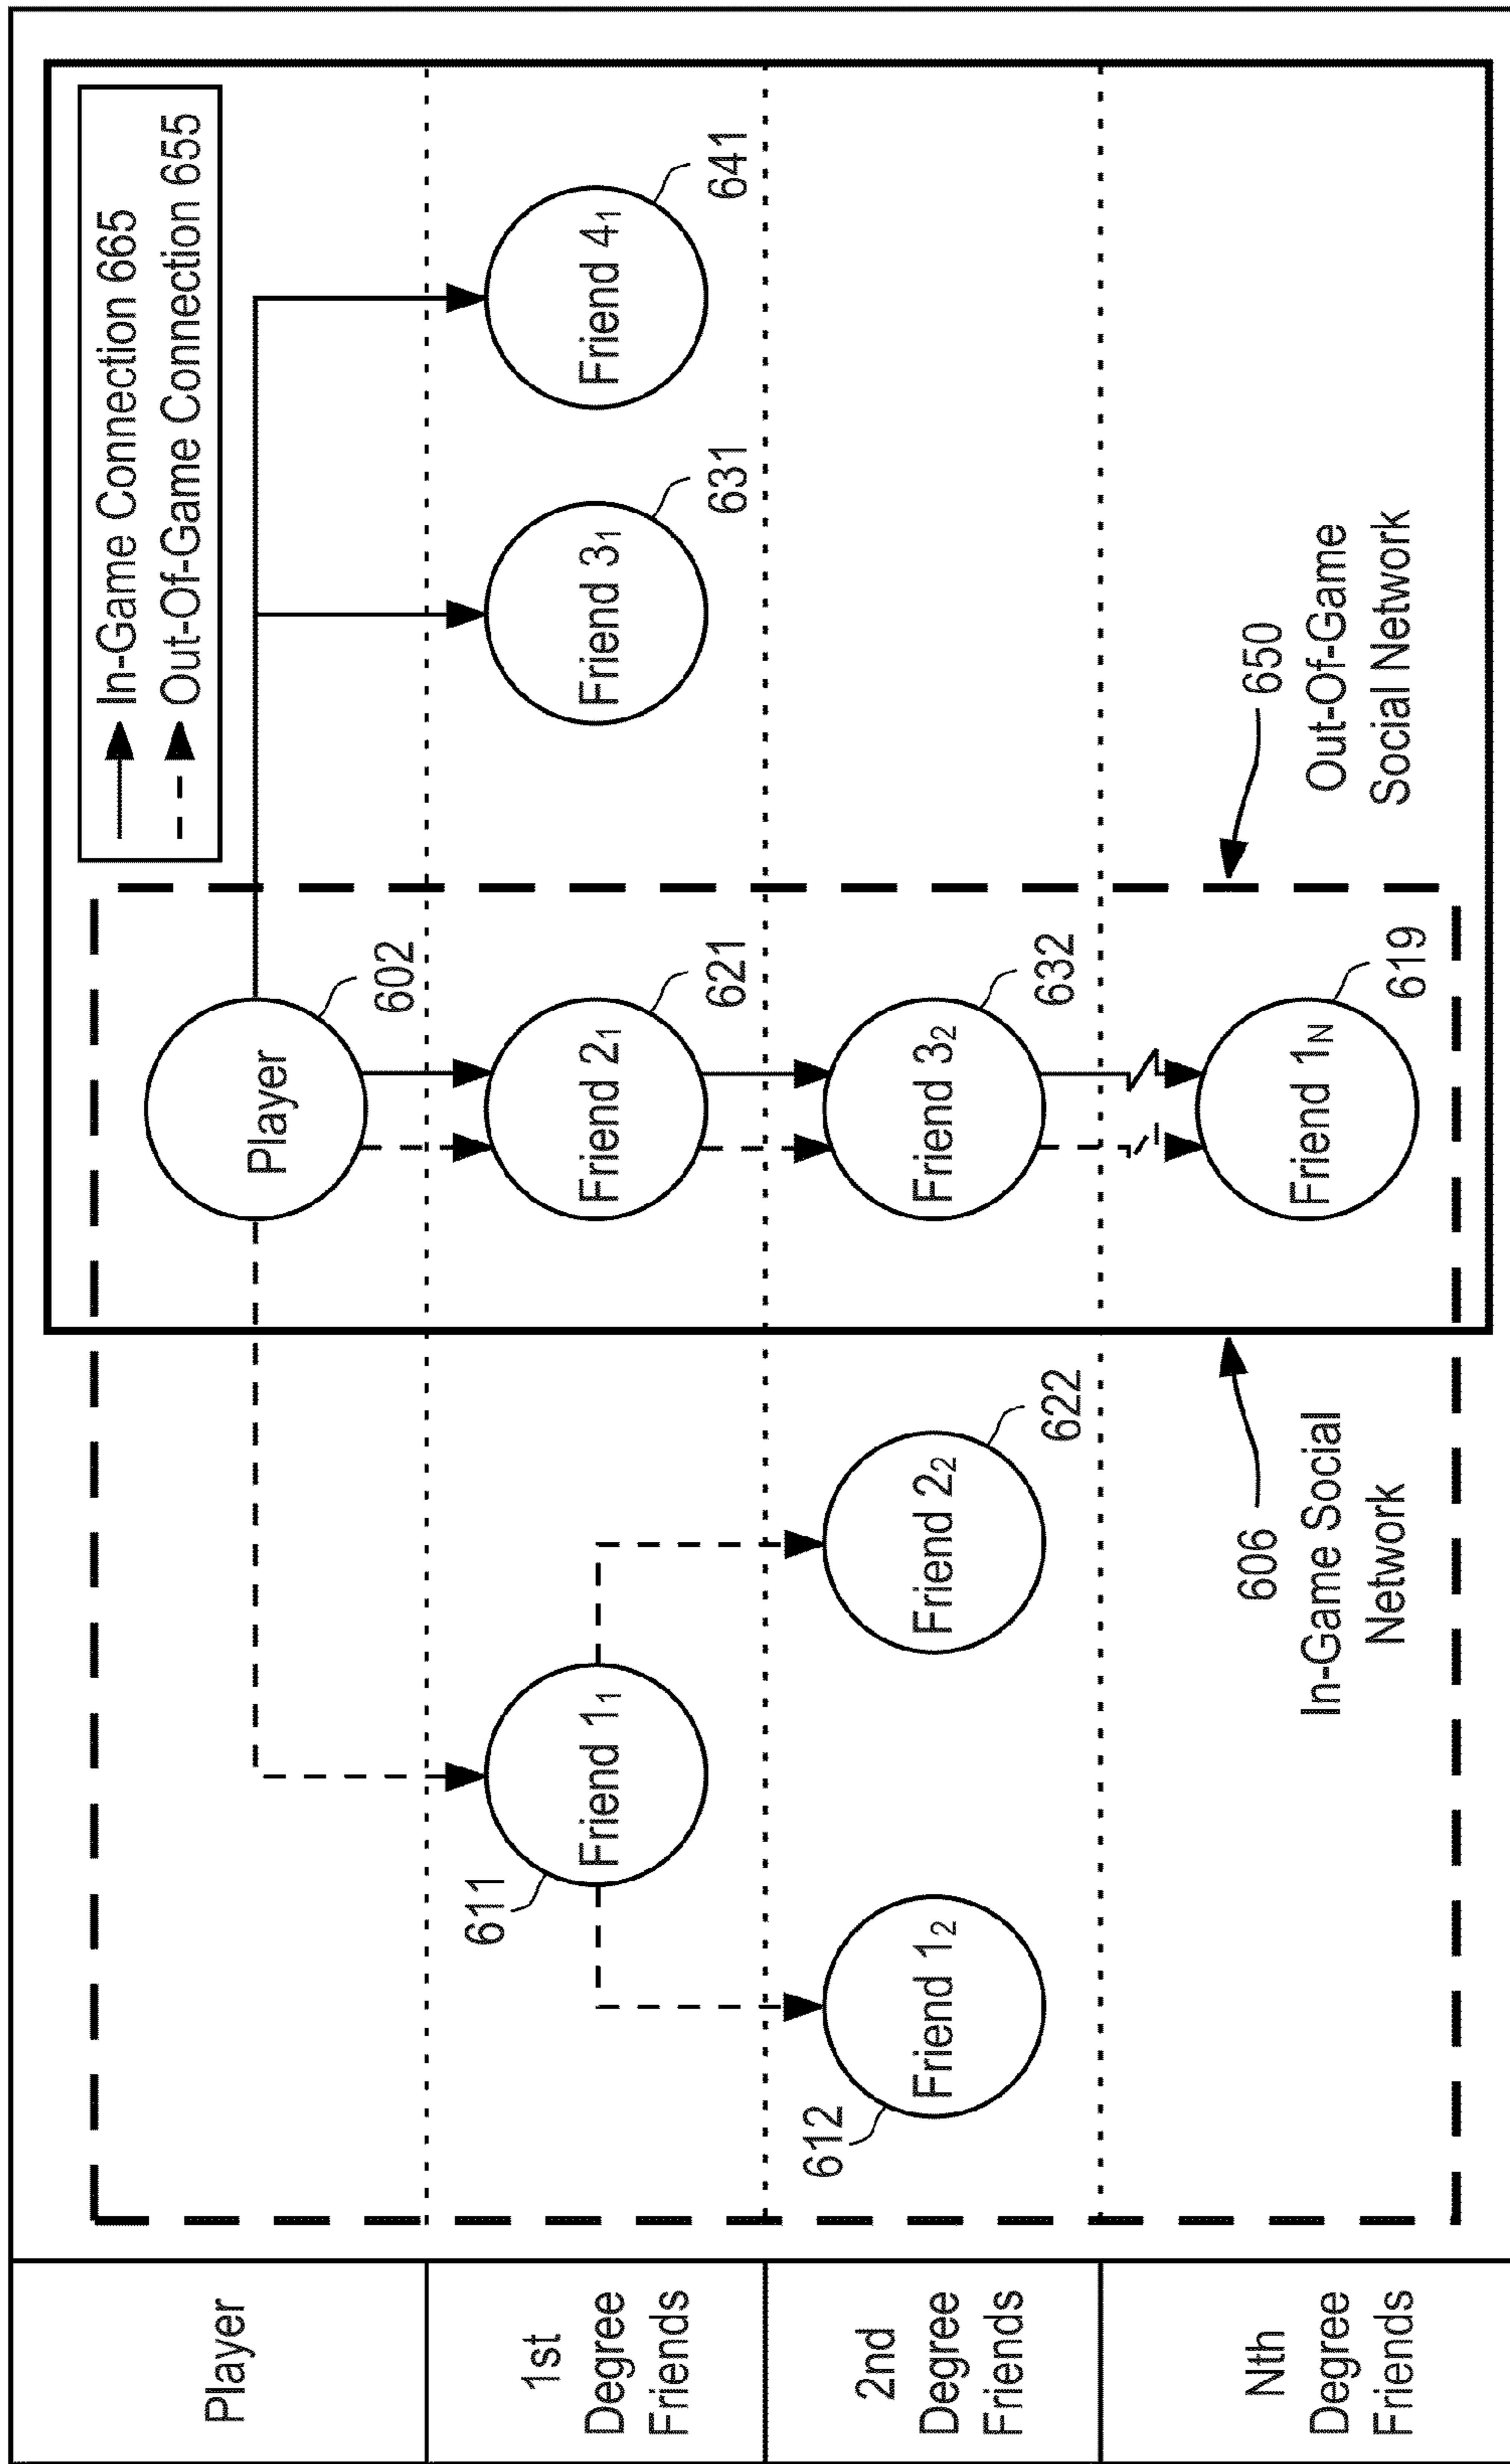 Player
1st
Degree
Friends
2nd
Degree
Friends
Nth
Degree
Friends
In-Game Connection 665
Out-Of-Game Connection 655
Player
602
611
Friend 1₁
Friend 2₁
621
Friend 3₁
631
Friend 4₁
641
612
Friend 1₂
Friend 2₂
622
Friend 3₂
632
Friend 1N
619
606
In-Game Social
Network
650
Out-Of-Game
Social Network